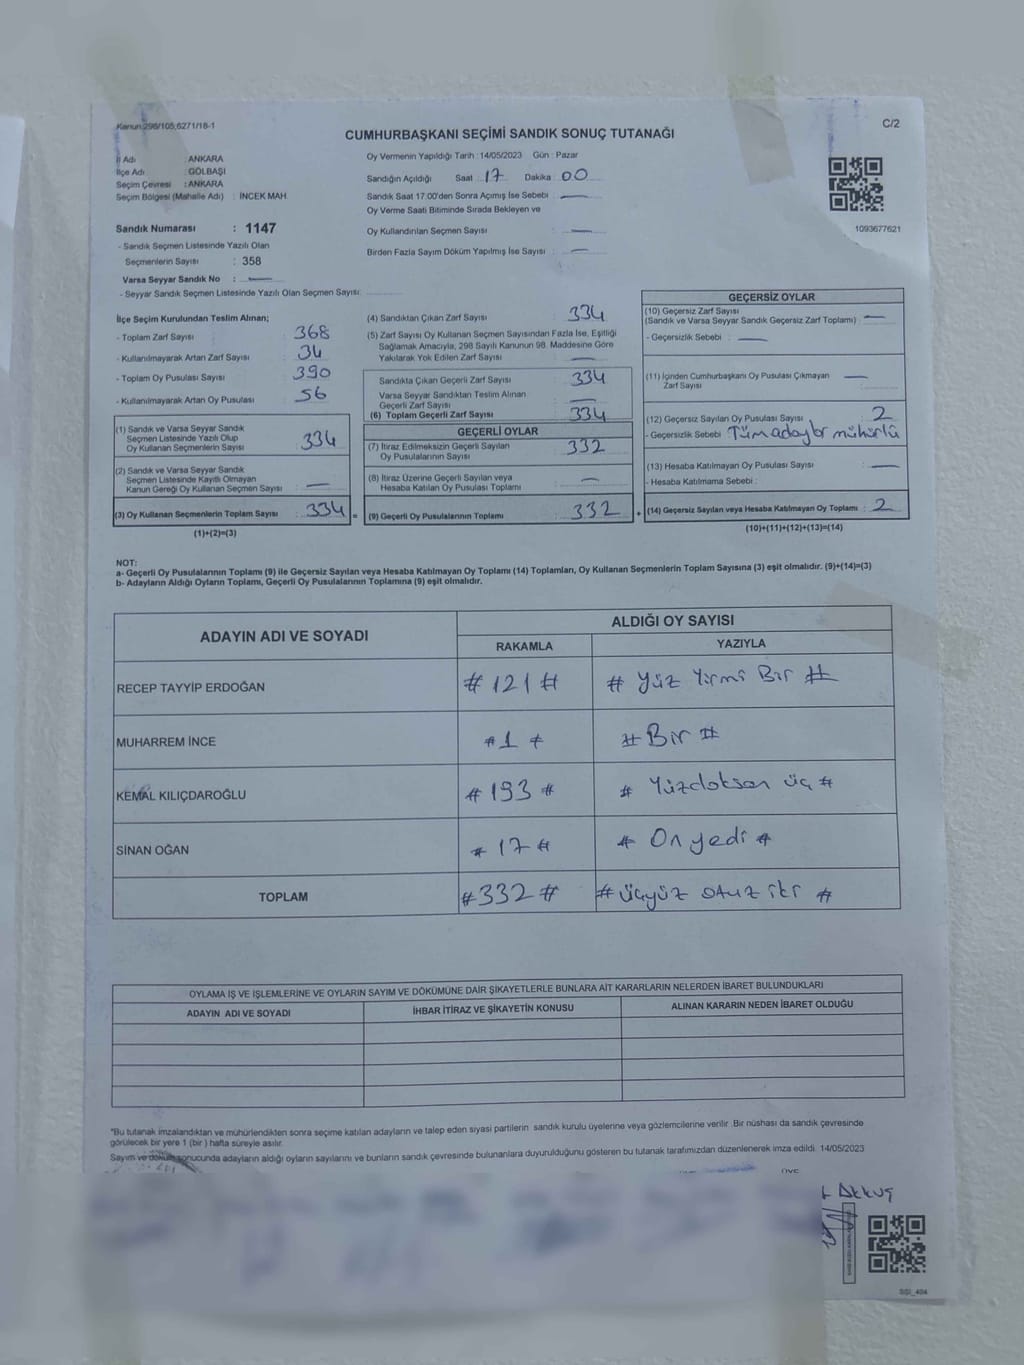 Kanun:298/105,6271/18-1
C/2
CUMHURBAŞKANI SEÇİMİ SANDIK SONUÇ TUTANAĞI
İl Adı : ANKARA
İlçe Adı : GÖLBAŞI
Seçim Çevresi : ANKARA
Seçim Bölgesi (Mahalle Adı) : İNCEK MAH.
Sandık Numarası : 1147
- Sandık Seçmen Listesinde Yazılı Olan
Seçmenlerin Sayısı : 358
Varsa Seyyar Sandık No : —
- Seyyar Sandık Seçmen Listesinde Yazılı Olan Seçmen Sayısı:
Oy Vermenin Yapıldığı Tarih :14/05/2023 Gün : Pazar
Sandığın Açıldığı Saat : 17 Dakika : 00
Sandık Saat 17:00'den Sonra Açımış İse Sebebi : —
Oy Verme Saati Bitiminde Sırada Bekleyen ve
Oy Kullandırılan Seçmen Sayısı : —
Birden Fazla Sayım Döküm Yapılmış İse Sayısı : —
1093677621
İlçe Seçim Kurulundan Teslim Alınan;
- Toplam Zarf Sayısı : 368
- Kullanılmayarak Artan Zarf Sayısı : 34
- Toplam Oy Pusulası Sayısı : 390
- Kullanılmayarak Artan Oy Pusulası : 56
(1) Sandık ve Varsa Seyyar Sandık
Seçmen Listesinde Yazılı Olup
Oy Kullanan Seçmenlerin Sayısı : 334
(2) Sandık ve Varsa Seyyar Sandık
Seçmen Listesinde Kayıtlı Olmayan
Kanun Gereği Oy Kullanan Seçmen Sayısı : —
(3) Oy Kullanan Seçmenlerin Toplam Sayısı : 334 =
(1)+(2)=(3)
(4) Sandıktan Çıkan Zarf Sayısı : 334
(5) Zarf Sayısı Oy Kullanan Seçmen Sayısından Fazla İse, Eşitliği
Sağlamak Amacıyla, 298 Sayılı Kanunun 98. Maddesine Göre
Yakılarak Yok Edilen Zarf Sayısı : —
Sandıkta Çıkan Geçerli Zarf Sayısı : 334
Varsa Seyyar Sandıktan Teslim Alınan
Geçerli Zarf Sayısı : —
(6) Toplam Geçerli Zarf Sayısı : 334
GEÇERLİ OYLAR
(7) İtiraz Edilmeksizin Geçerli Sayılan
Oy Pusulalarının Sayısı : 332
(8) İtiraz Üzerine Geçerli Sayılan veya
Hesaba Katılan Oy Pusulası Toplamı : —
(9) Geçerli Oy Pusulalarının Toplamı : 332 +
GEÇERSİZ OYLAR
(10) Geçersiz Zarf Sayısı
(Sandık ve Varsa Seyyar Sandık Geçersiz Zarf Toplamı) : —
- Geçersizlik Sebebi : —
(11) İçinden Cumhurbaşkanı Oy Pusulası Çıkmayan
Zarf Sayısı : —
(12) Geçersiz Sayılan Oy Pusulası Sayısı : 2
- Geçersizlik Sebebi : Tüm adaylar mühürlü
(13) Hesaba Katılmayan Oy Pusulası Sayısı : —
- Hesaba Katılmama Sebebi :
(14) Geçersiz Sayılan veya Hesaba Katılmayan Oy Toplamı : 2
(10)+(11)+(12)+(13)=(14)
NOT:
a- Geçerli Oy Pusulalarının Toplamı (9) ile Geçersiz Sayılan veya Hesaba Katılmayan Oy Toplamı (14) Toplamları, Oy Kullanan Seçmenlerin Toplam Sayısına (3) eşit olmalıdır. (9)+(14)=(3)
b- Adayların Aldığı Oyların Toplamı, Geçerli Oy Pusulalarının Toplamına (9) eşit olmalıdır.
ADAYIN ADI VE SOYADI
ALDIĞI OY SAYISI
RAKAMLA YAZIYLA
RECEP TAYYİP ERDOĞAN # 121 # # Yüz Yirmi Bir #
MUHARREM İNCE # 1 # # Bir #
KEMAL KILIÇDAROĞLU # 193 # # Yüzdoksan üç #
SİNAN OĞAN # 17 # # On yedi #
TOPLAM # 332 # # üçyüz otuz iki #
OYLAMA İŞ VE İŞLEMLERİNE VE OYLARIN SAYIM VE DÖKÜMÜNE DAİR ŞİKAYETLERLE BUNLARA AİT KARARLARIN NELERDEN İBARET BULUNDUKLARI
ADAYIN ADI VE SOYADI İHBAR İTİRAZ VE ŞİKAYETİN KONUSU ALINAN KARARIN NEDEN İBARET OLDUĞU
*Bu tutanak imzalandıktan ve mühürlendikten sonra seçime katılan adayların ve talep eden siyasi partilerin sandık kurulu üyelerine veya gözlemcilerine verilir. Bir nüshası da sandık çevresinde
görülecek bir yere 1 (bir ) hafta süreyle asılır.
Sayım ve döküm sonucunda adayların aldığı oyların sayılarını ve bunların sandık çevresinde bulunanlara duyurulduğunu gösteren bu tutanak tarafımızdan düzenlenerek imza edildi. 14/05/2023
AKKUŞ
SSI_404